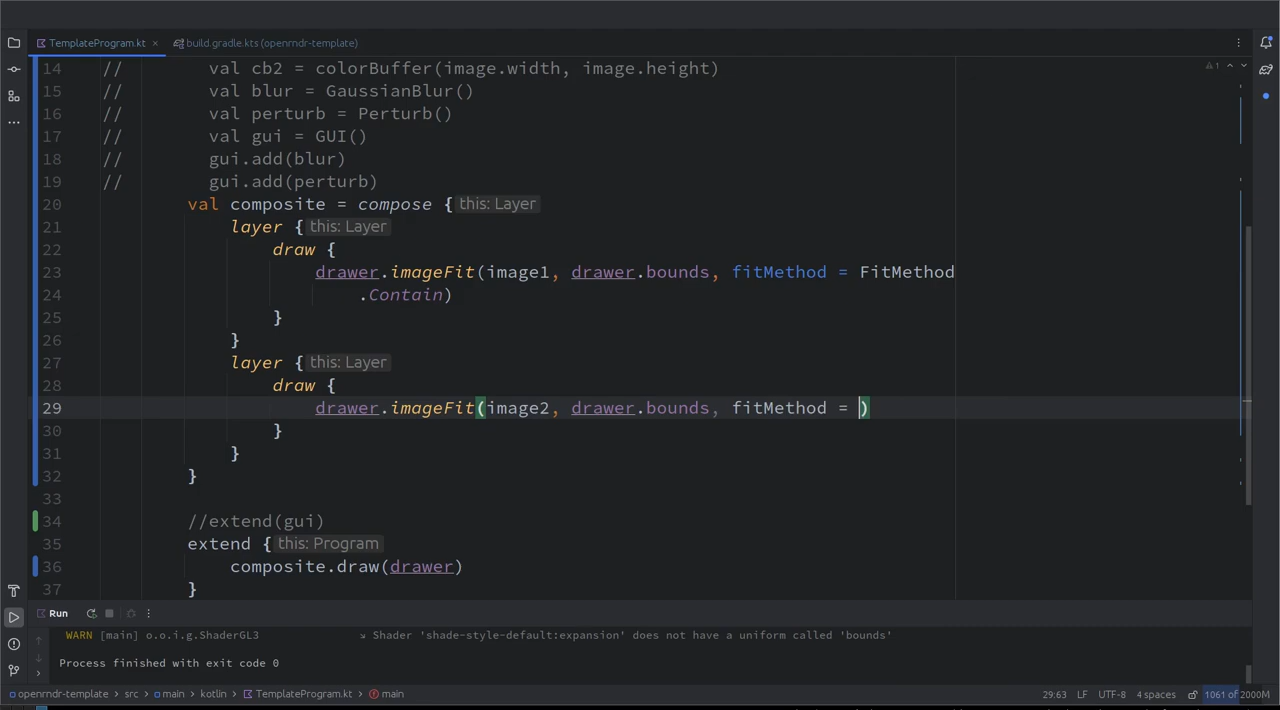 TemplateProgram.kt
build.gradle.kts (openrndr-template)
14 // val cb2 = colorBuffer(image.width, image.height)
15 // val blur = GaussianBlur()
16 // val perturb = Perturb()
17 // val gui = GUI()
18 // gui.add(blur)
19 // gui.add(perturb)
20 val composite = compose { this: Layer
21 layer { this: Layer
22 draw {
23 drawer.imageFit(image1, drawer.bounds, fitMethod = FitMethod
24 .Contain)
25 }
26 }
27 layer { this: Layer
28 draw {
29 drawer.imageFit(image2, drawer.bounds, fitMethod = )
30 }
31 }
32 }
33
34 //extend(gui)
35 extend { this: Program
36 composite.draw(drawer)
37 }
1
Run
WARN [main] o.o.i.g.ShaderGL3 Shader 'shade-style-default:expansion' does not have a uniform called 'bounds'
Process finished with exit code 0
openrndr-template > src > main > kotlin > TemplateProgram.kt > main 29:63 LF UTF-8 4 spaces 1061 of 2000M